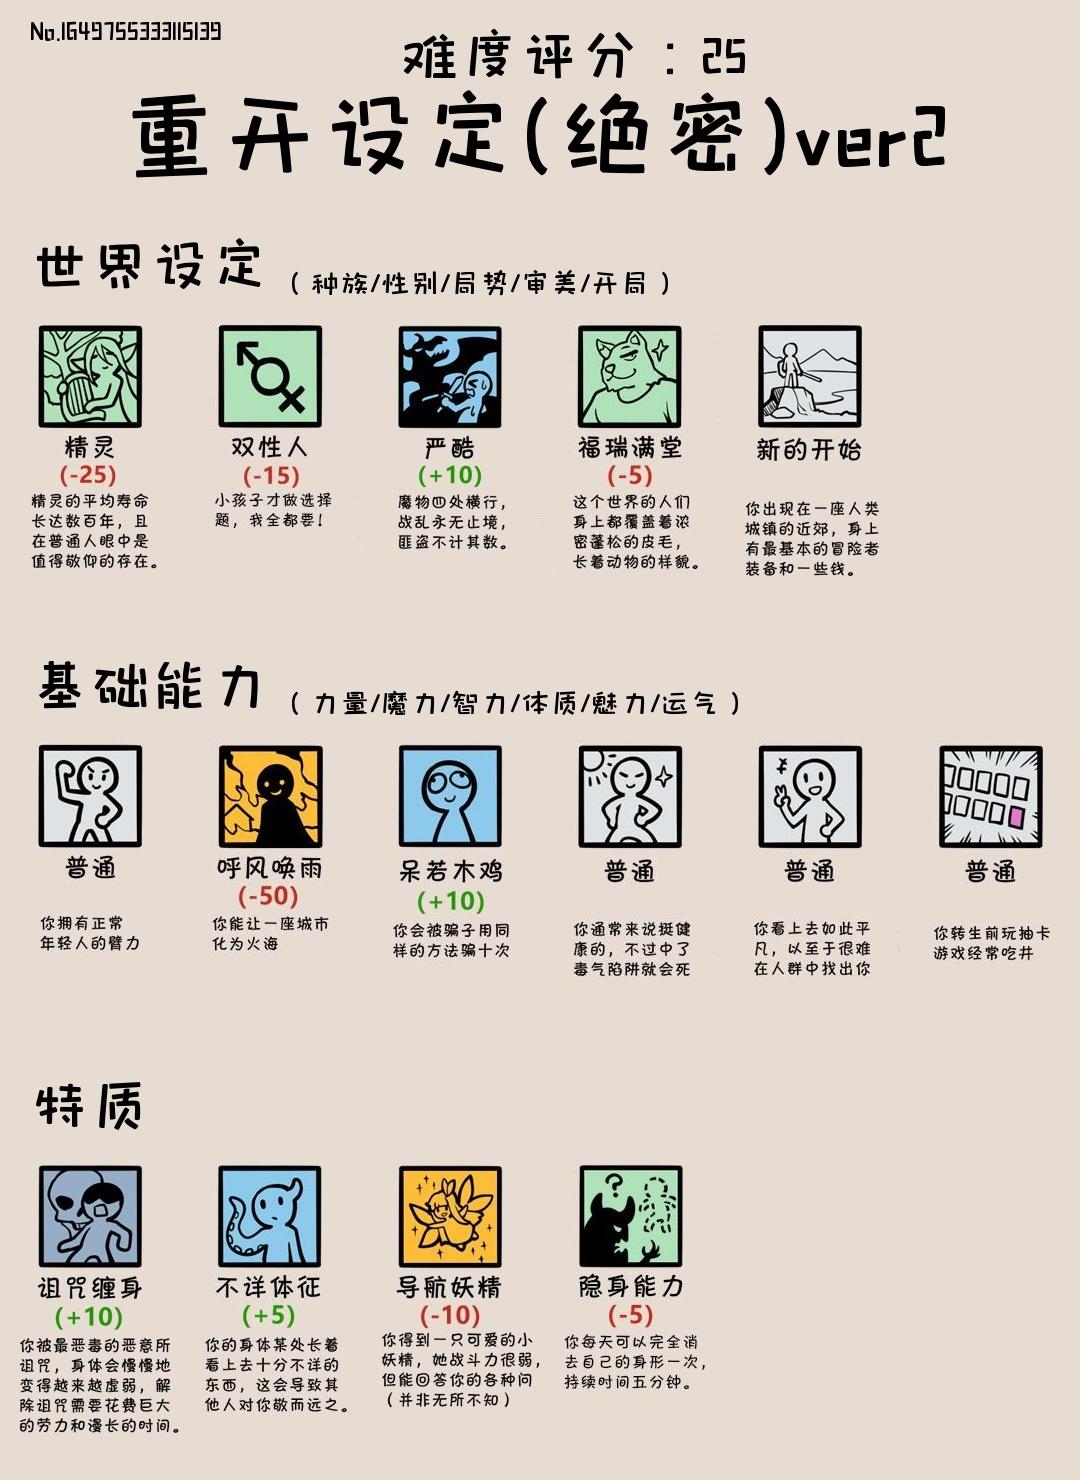 No.1649755333115139
难度评分：25
重开设定(绝密)ver2
世界设定 （种族/性别/局势/审美/开局）
精灵
(-25)
精灵的平均寿命
长达数百年，且
在普通人眼中是
值得敬仰的存在。
双性人
(-15)
小孩子才做选择
题，我全都要！
严酷
(+10)
魔物四处横行，
战乱永无止境，
匪盗不计其数。
福瑞满堂
(-5)
这个世界的人们
身上都覆盖着浓
密蓬松的皮毛，
长着动物的样貌。
新的开始
你出现在一座人类
城镇的近郊，身上
有最基本的冒险者
装备和一些钱。
基础能力 （力量/魔力/智力/体质/魅力/运气）
普通
你拥有正常
年轻人的臂力
呼风唤雨
(-50)
你能让一座城市
化为火海
呆若木鸡
(+10)
你会被骗子用同
样的方法骗十次
普通
你通常来说挺健
康的，不过中了
毒气陷阱就会死
普通
你看上去如此平
凡，以至于很难
在人群中找出你
普通
你转生前玩抽卡
游戏经常吃井
特质
诅咒缠身
(+10)
你被最恶毒的恶意所
诅咒，身体会慢慢地
变得越来越虚弱，解
除诅咒需要花费巨大
的劳力和漫长的时间。
不详体征
(+5)
你的身体某处长着
看上去十分不详的
东西，这会导致其
他人对你敬而远之。
导航妖精
(-10)
你得到一只可爱的小
妖精，她战斗力很弱，
但能回答你的各种问
（并非无所不知）
隐身能力
(-5)
你每天可以完全消
去自己的身形一次，
持续时间五分钟。